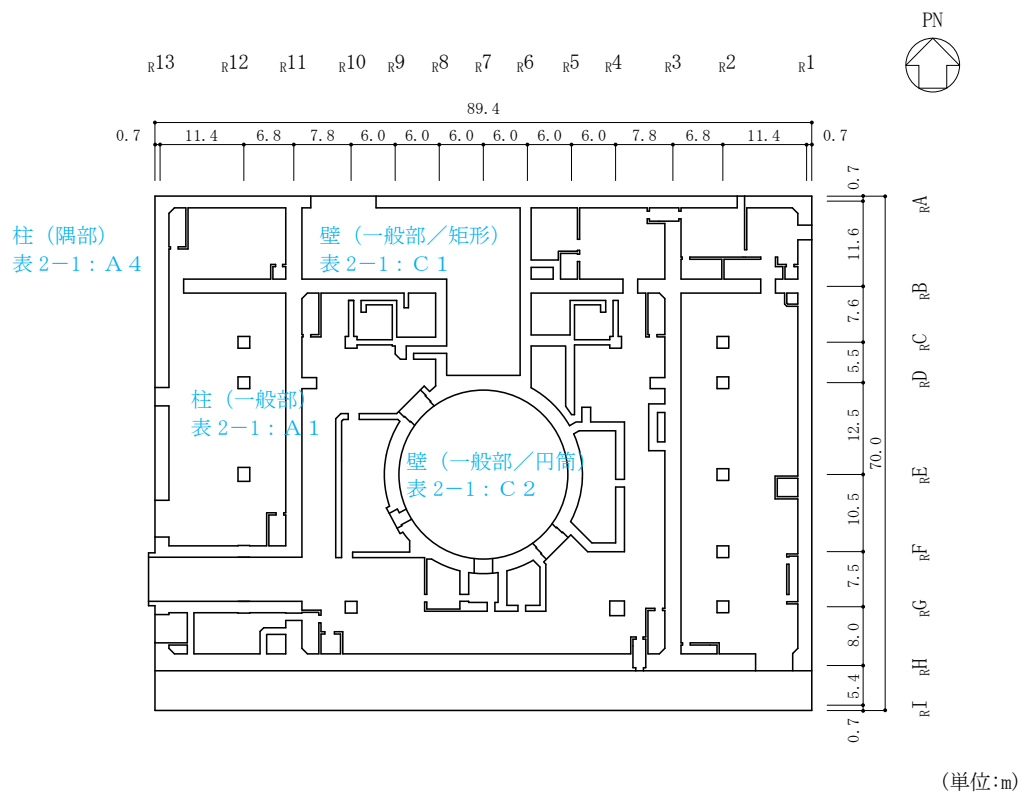 PN
R13 R12 R11 R10 R9 R8 R7 R6 R5 R4 R3 R2 R1
89.4
0.7 11.4 6.8 7.8 6.0 6.0 6.0 6.0 6.0 6.0 7.8 6.8 11.4 0.7
柱（隅部）
表2－1：A4
壁（一般部／矩形）
表2－1：C1
柱（一般部）
表2－1：A1
壁（一般部／円筒）
表2－1：C2
0.7
11.6
7.6
5.5
12.5
10.5
7.5
8.0
5.4
0.7
70.0
RA
RB
RC
RD
RE
RF
RG
RH
RI
(単位:m)